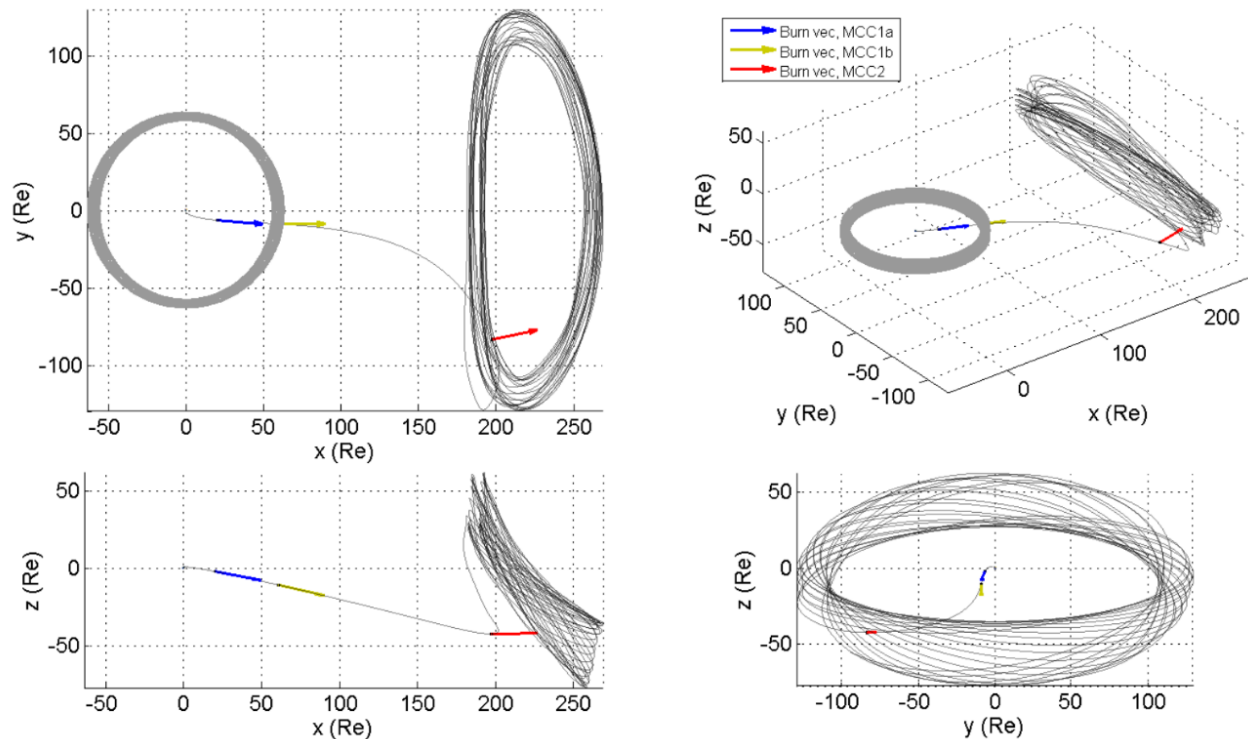 100
50
0
-50
-100
y (Re)
-50 0 50 100 150 200 250
x (Re)
Burn vec, MCC1a
Burn vec, MCC1b
Burn vec, MCC2
50
0
-50
z (Re)
100
50
0
-50
-100
y (Re)
0
100
200
x (Re)
50
0
-50
z (Re)
-50 0 50 100 150 200 250
x (Re)
50
0
-50
z (Re)
-100 -50 0 50 100
y (Re)